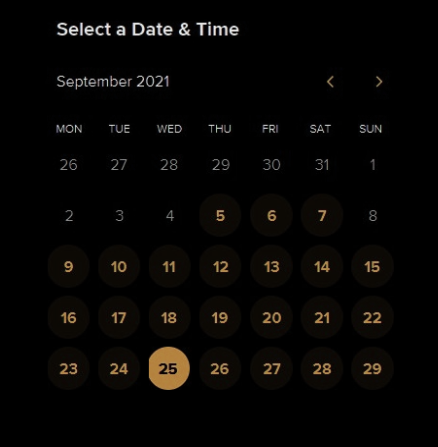 Select a Date & Time
September 2021
MON TUE WED THU FRI SAT SUN
26 27 28 29 30 31 1
2 3 4 5 6 7 8
9 10 11 12 13 14 15
16 17 18 19 20 21 22
23 24 25 26 27 28 29